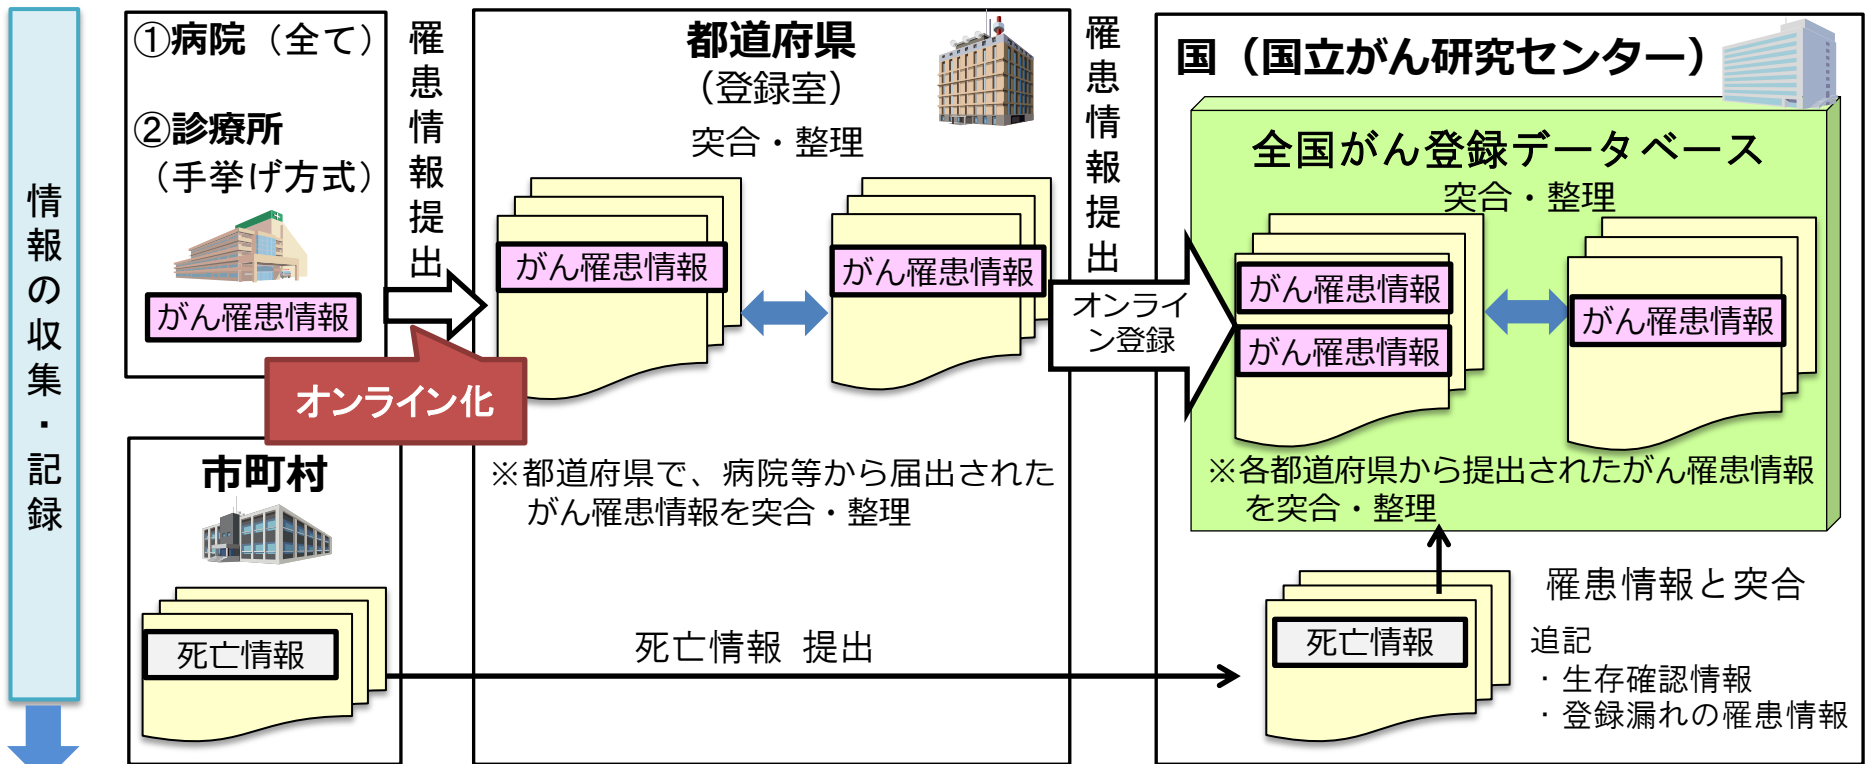 情報の収集・記録
①病院（全て）
②診療所
（手挙げ方式）
がん罹患情報
罹患情報提出
オンライン化
都道府県
（登録室）
突合・整理
がん罹患情報
がん罹患情報
※都道府県で、病院等から届出された
がん罹患情報を突合・整理
罹患情報提出
オンライ
ン登録
国（国立がん研究センター）
全国がん登録データベース
突合・整理
がん罹患情報
がん罹患情報
がん罹患情報
※各都道府県から提出されたがん罹患情報
を突合・整理
市町村
死亡情報
死亡情報 提出
死亡情報
罹患情報と突合
追記
・生存確認情報
・登録漏れの罹患情報